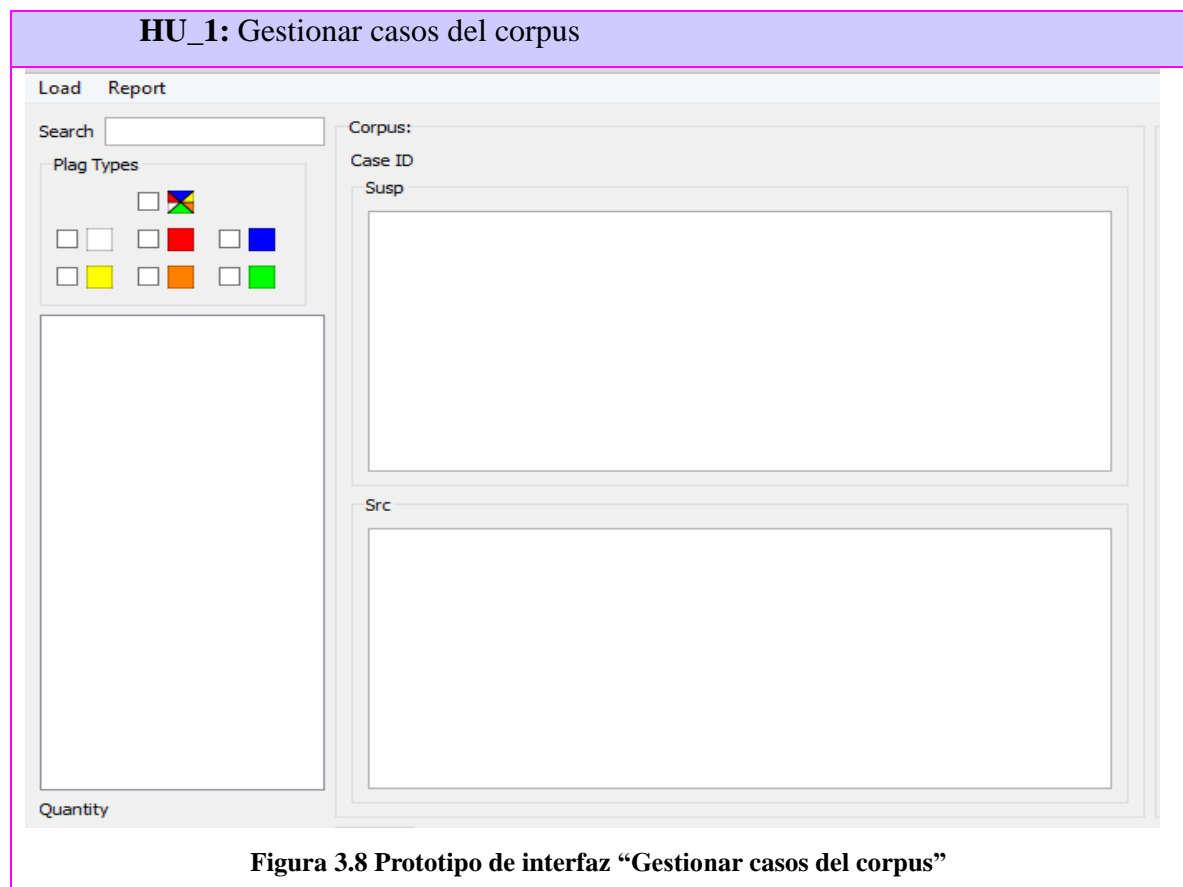 HU_1: Gestionar casos del corpus
Load Report
Search
Plag Types
Quantity
Corpus:
Case ID
Susp
Src
Figura 3.8 Prototipo de interfaz “Gestionar casos del corpus”